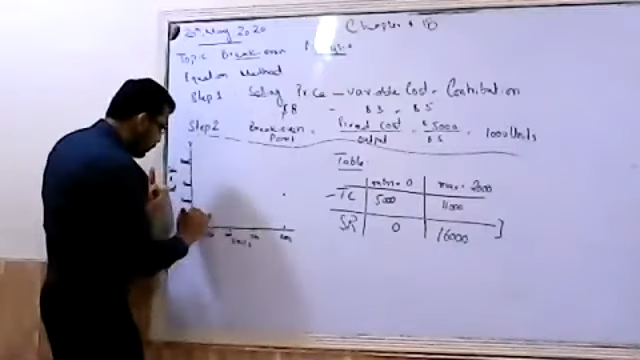 20th May 2020 Chapter # 18
Topic Break-even
Equation Method
Step 1 Selling Price - variable Cost = Contribution
$8 - $3 = $5
Step 2 Break-even Point = Fixed Cost / output = $5000 / $5 = 1000 Units
Table
min = 0 max = 2000
TC 5000 11000
SR 0 16000